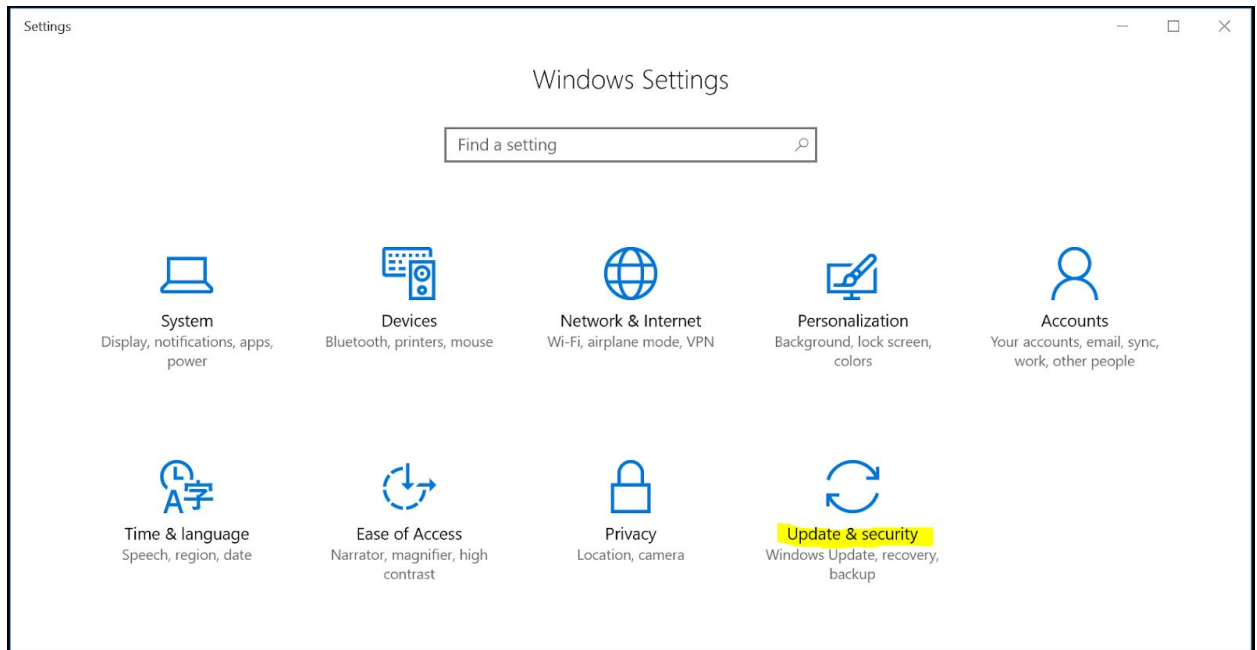 Settings
Windows Settings
Find a setting
System
Display, notifications, apps,
power
Devices
Bluetooth, printers, mouse
Network & Internet
Wi-Fi, airplane mode, VPN
Personalization
Background, lock screen,
colors
Accounts
Your accounts, email, sync,
work, other people
A字
Time & language
Speech, region, date
Ease of Access
Narrator, magnifier, high
contrast
Privacy
Location, camera
Update & security
Windows Update, recovery,
backup